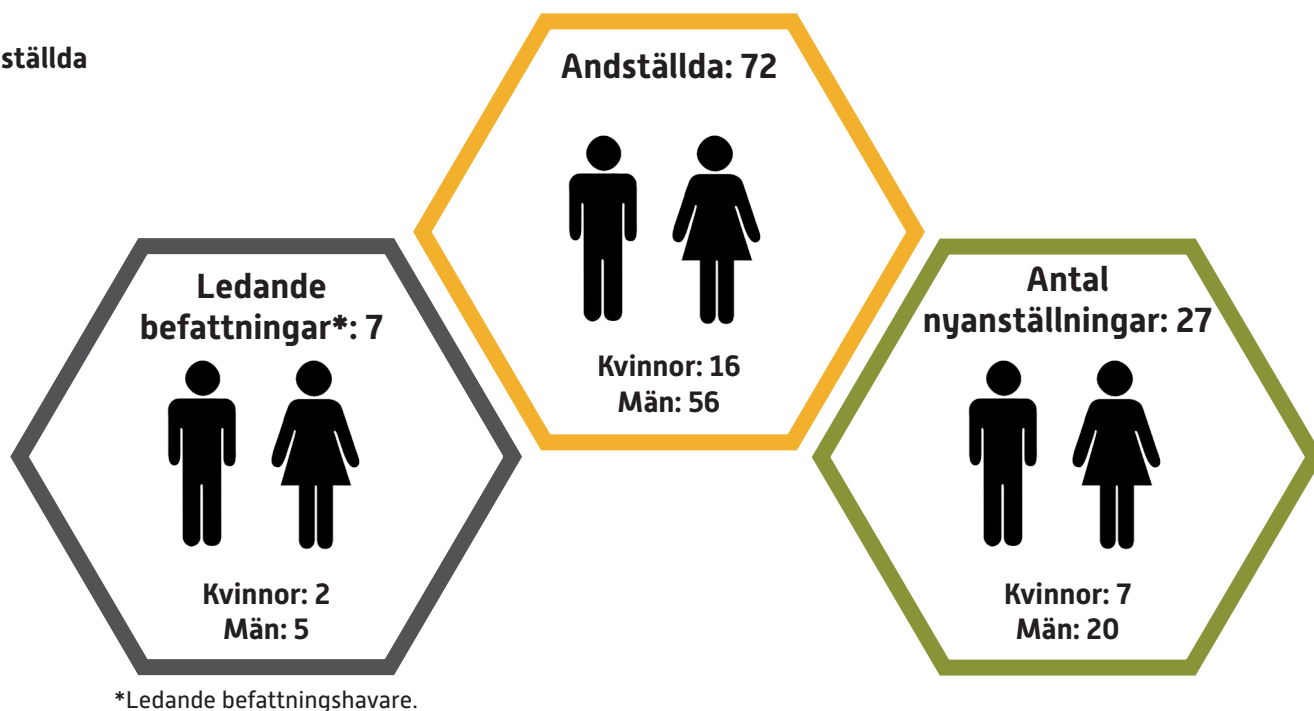 ställda
Andställda: 72
Kvinnor: 16
Män: 56
Ledande
befattningar*: 7
Kvinnor: 2
Män: 5
*Ledande befattningshavare.
Antal
nyanställningar: 27
Kvinnor: 7
Män: 20